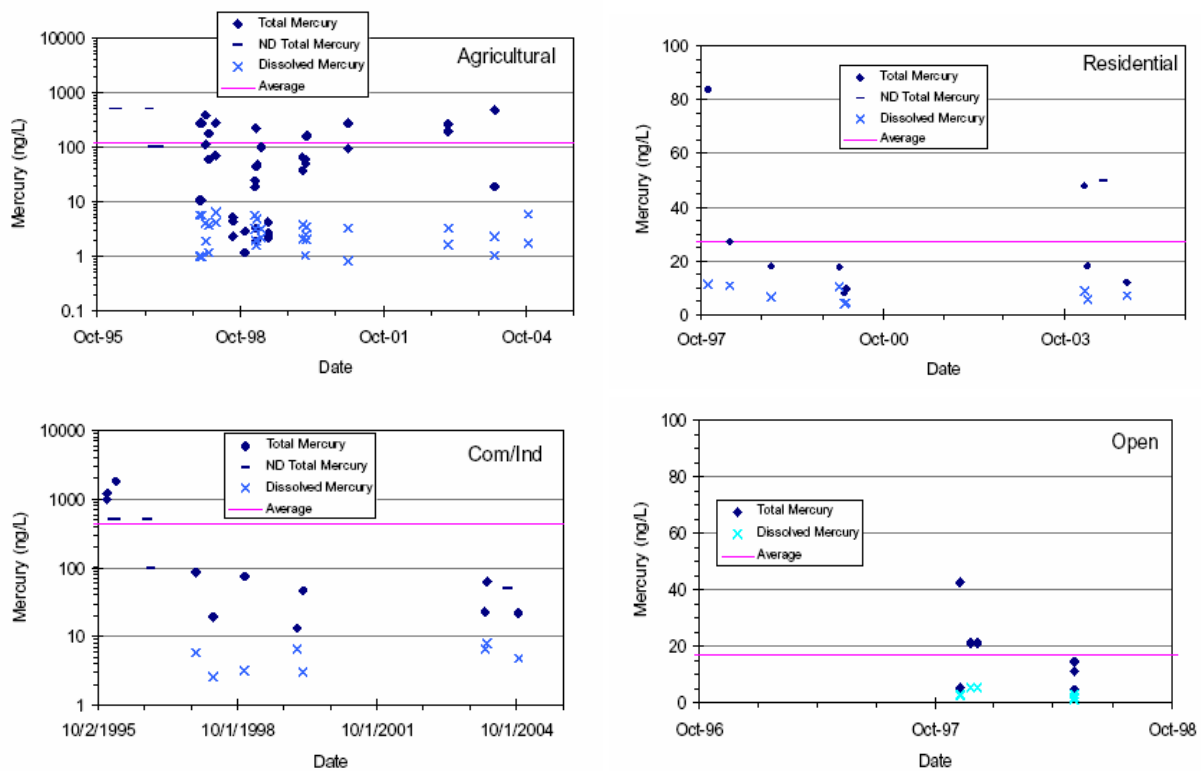 Total Mercury
ND Total Mercury
Dissolved Mercury
Average
Agricultural
10000
1000
100
10
1
0.1
Mercury (ng/L)
Oct-95
Oct-98
Oct-01
Oct-04
Date
Residential
Total Mercury
ND Total Mercury
Dissolved Mercury
Average
100
80
60
40
20
0
Mercury (ng/L)
Oct-97
Oct-00
Oct-03
Date
Com/Ind
Total Mercury
ND Total Mercury
Dissolved Mercury
Average
10000
1000
100
10
1
Mercury (ng/L)
10/2/1995
10/1/1998
10/1/2001
10/1/2004
Date
Open
Total Mercury
Dissolved Mercury
Average
100
80
60
40
20
0
Mercury (ng/L)
Oct-96
Oct-97
Oct-98
Date